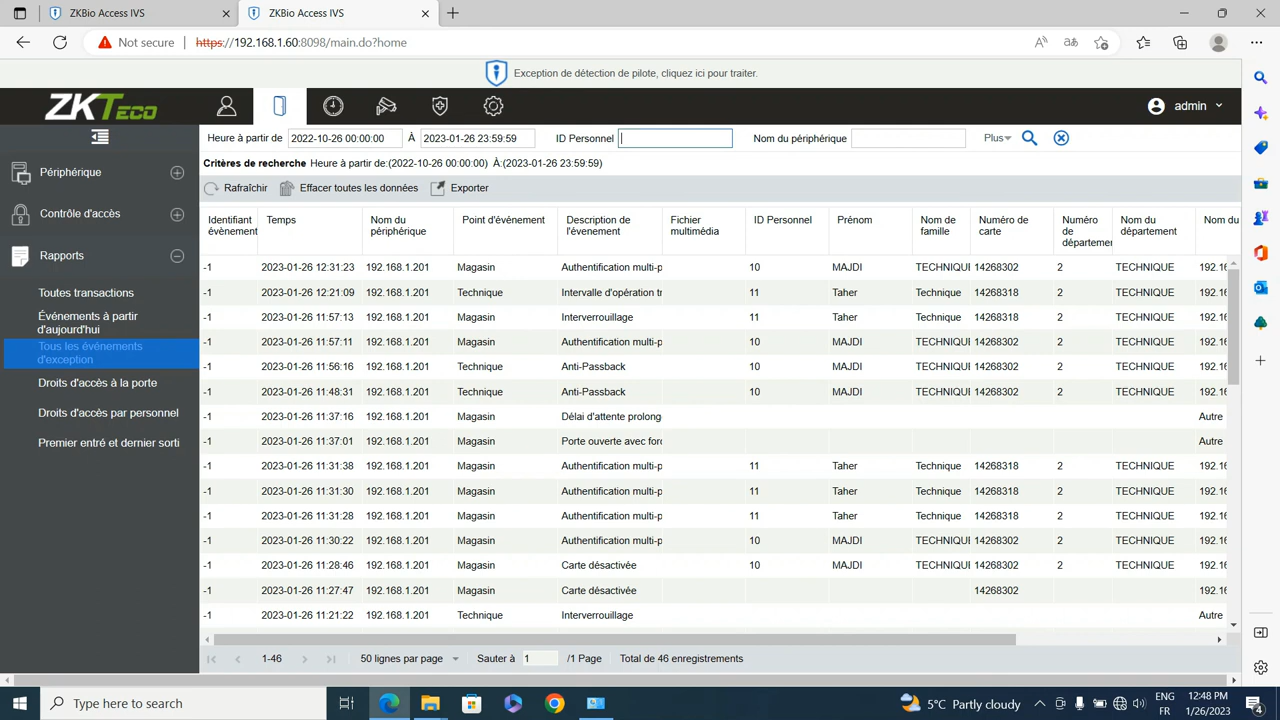 ZKBio Access IVS
ZKBio Access IVS
Not secure https://192.168.1.60:8098/main.do?home
Exception de détection de pilote, cliquez ici pour traiter.
ZKTeco
admin
Heure à partir de 2022-10-26 00:00:00 À 2023-01-26 23:59:59 ID Personnel Nom du périphérique Plus
Critères de recherche Heure à partir de:(2022-10-26 00:00:00) À:(2023-01-26 23:59:59)
Rafraîchir Effacer toutes les données Exporter
Périphérique
Contrôle d'accès
Rapports
Toutes transactions
Événements à partir
d'aujourd'hui
Tous les événements
d'exception
Droits d'accès à la porte
Droits d'accès par personnel
Premier entré et dernier sorti
Identifiant Temps Nom du Point d'événement Description de Fichier ID Personnel Prénom Nom de Numéro de Numéro Nom du Nom du
évènement périphérique l'évenement multimédia famille carte de département
départemen
-1 2023-01-26 12:31:23 192.168.1.201 Magasin Authentification multi-p 10 MAJDI TECHNIQU 14268302 2 TECHNIQUE 192.16
-1 2023-01-26 12:21:09 192.168.1.201 Technique Intervalle d'opération tr 11 Taher Technique 14268318 2 TECHNIQUE 192.16
-1 2023-01-26 11:57:13 192.168.1.201 Magasin Interverrouillage 11 Taher Technique 14268318 2 TECHNIQUE 192.16
-1 2023-01-26 11:57:11 192.168.1.201 Magasin Authentification multi-p 10 MAJDI TECHNIQU 14268302 2 TECHNIQUE 192.16
-1 2023-01-26 11:56:16 192.168.1.201 Technique Anti-Passback 10 MAJDI TECHNIQU 14268302 2 TECHNIQUE 192.16
-1 2023-01-26 11:48:31 192.168.1.201 Technique Anti-Passback 10 MAJDI TECHNIQU 14268302 2 TECHNIQUE 192.16
-1 2023-01-26 11:37:16 192.168.1.201 Magasin Délai d'attente prolong Autre
-1 2023-01-26 11:37:01 192.168.1.201 Magasin Porte ouverte avec forc Autre
-1 2023-01-26 11:31:38 192.168.1.201 Magasin Authentification multi-p 11 Taher Technique 14268318 2 TECHNIQUE 192.16
-1 2023-01-26 11:31:30 192.168.1.201 Magasin Authentification multi-p 11 Taher Technique 14268318 2 TECHNIQUE 192.16
-1 2023-01-26 11:31:28 192.168.1.201 Magasin Authentification multi-p 11 Taher Technique 14268318 2 TECHNIQUE 192.16
-1 2023-01-26 11:30:22 192.168.1.201 Magasin Authentification multi-p 10 MAJDI TECHNIQU 14268302 2 TECHNIQUE 192.16
-1 2023-01-26 11:28:46 192.168.1.201 Magasin Carte désactivée 10 MAJDI TECHNIQU 14268302 2 TECHNIQUE 192.16
-1 2023-01-26 11:27:47 192.168.1.201 Magasin Carte désactivée 14268302 192.16
-1 2023-01-26 11:21:22 192.168.1.201 Technique Interverrouillage Autre
1-46 50 lignes par page Sauter à 1 /1 Page Total de 46 enregistrements
Type here to search
5°C Partly cloudy
ENG
FR
12:48 PM
1/26/2023
4